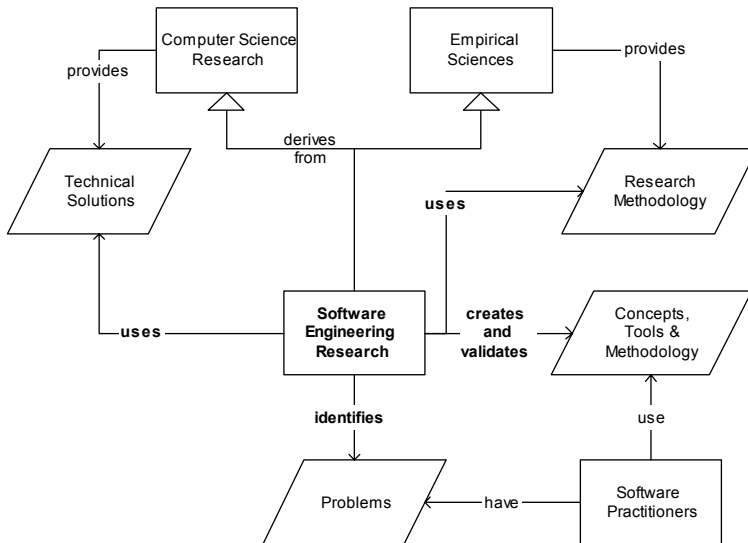 Computer Science
Research
Empirical
Sciences
provides
provides
derives
from
Technical
Solutions
Research
Methodology
uses
uses
Software
Engineering
Research
creates
and
validates
Concepts,
Tools &
Methodology
identifies
use
Problems
have
Software
Practitioners